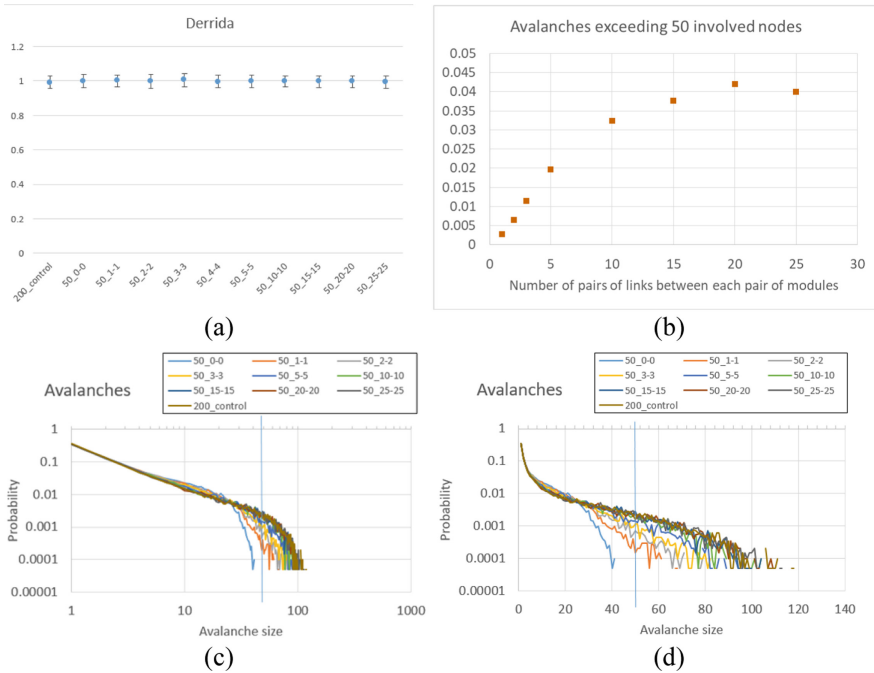 Derrida
1.2
1
0.8
0.6
0.4
0.2
0
200_control
50_0-0
50_1-1
50_2-2
50_3-3
50_4-4
50_5-5
50_10-10
50_15-15
50_20-20
50_25-25
(a)
Avalanches exceeding 50 involved nodes
0.05
0.045
0.04
0.035
0.03
0.025
0.02
0.015
0.01
0.005
0
0 5 10 15 20 25 30
Number of pairs of links between each pair of modules
(b)
50_0-0 50_1-1 50_2-2
50_3-3 50_5-5 50_10-10
50_15-15 50_20-20 50_25-25
200_control
Avalanches
1
0.1
0.01
0.001
0.0001
0.00001
Probability
1 10 100 1000
Avalanche size
(c)
50_0-0 50_1-1 50_2-2
50_3-3 50_5-5 50_10-10
50_15-15 50_20-20 50_25-25
200_control
Avalanches
1
0.1
0.01
0.001
0.0001
0.00001
Probability
0 20 40 60 80 100 120 140
Avalanche size
(d)